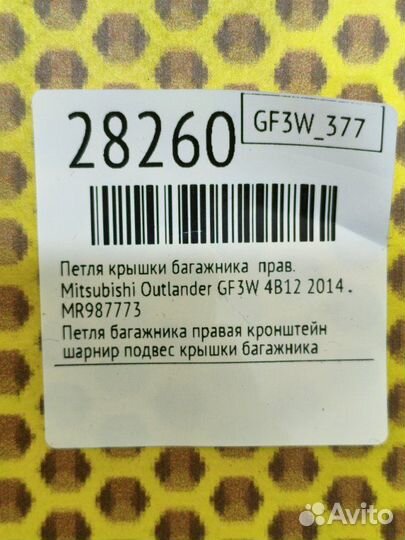 28260
GF3W_377
Петля крышки багажника прав.
Mitsubishi Outlander GF3W 4B12 2014.
MR987773
Петля багажника правая кронштейн
шарнир подвес крышки багажника
Avito